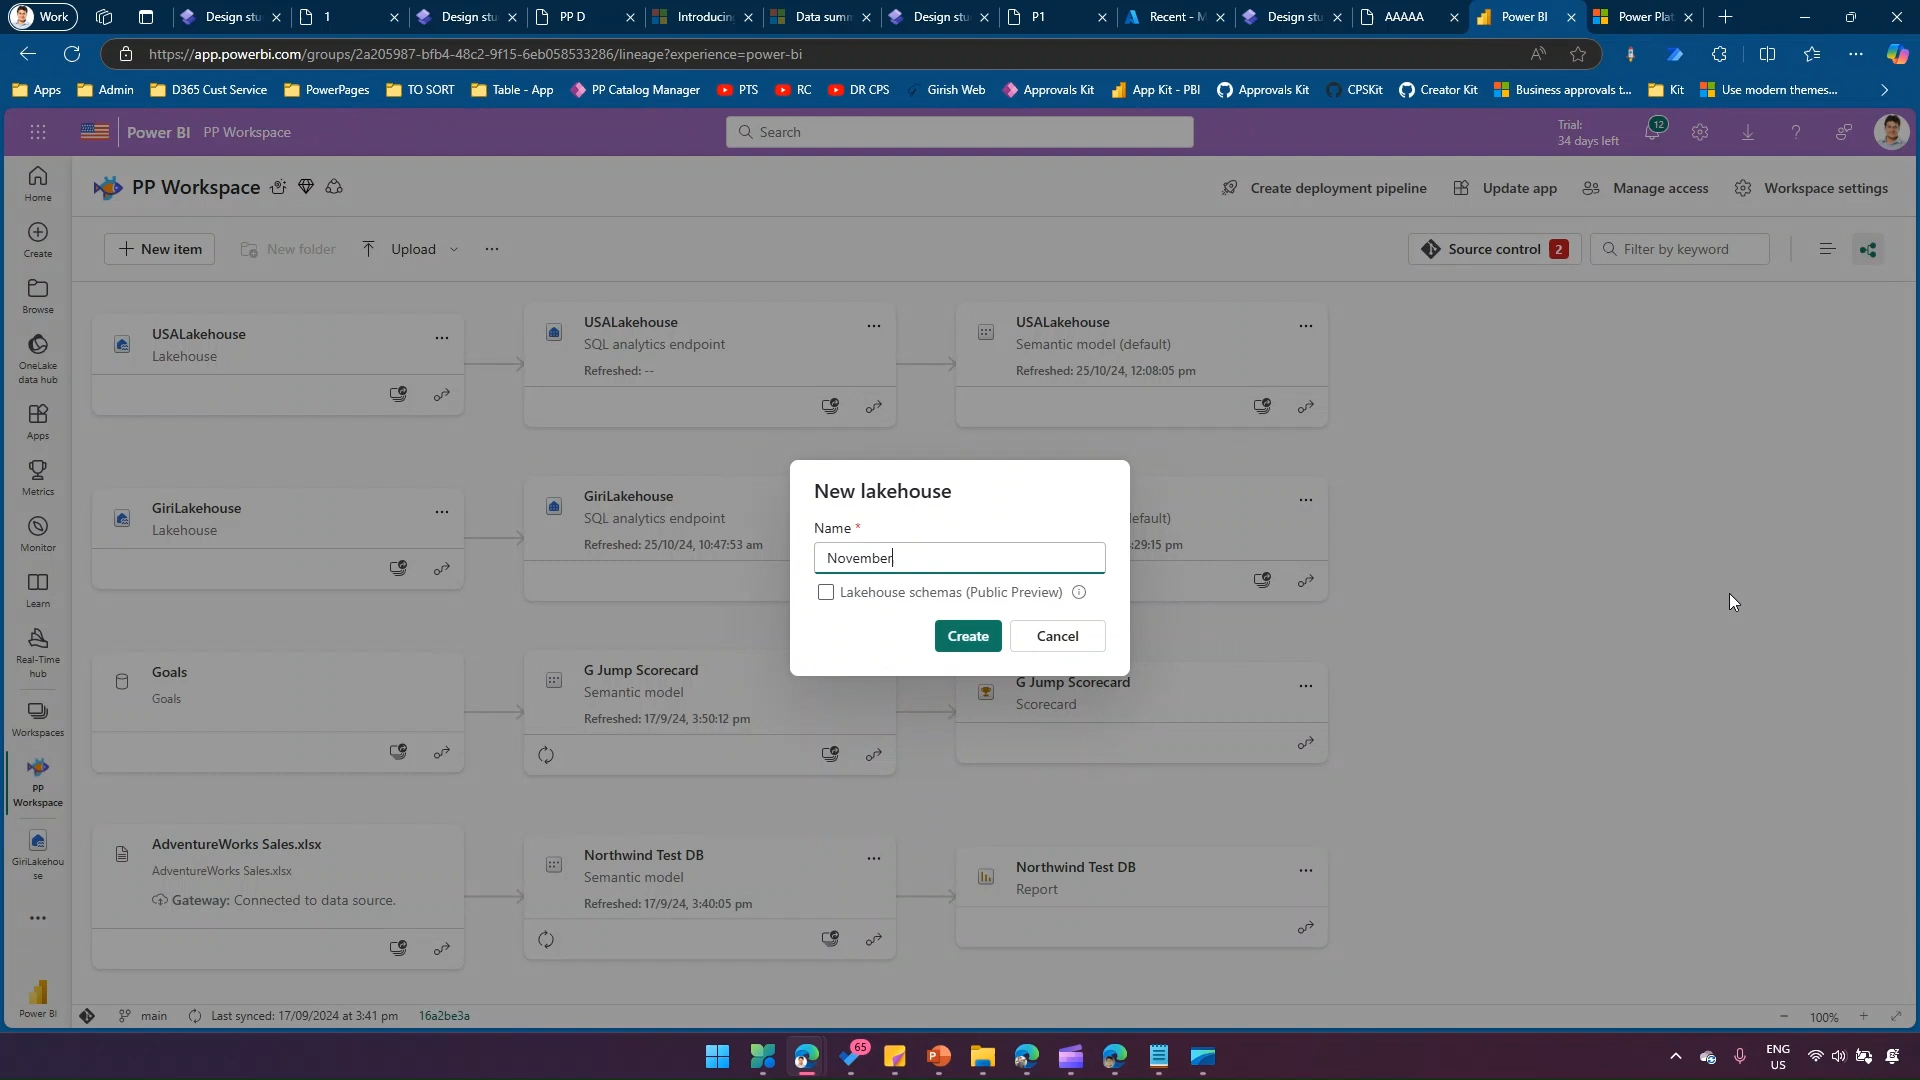 Work
Design stu
1
Design stu
PP D
Introducin
Data summ
Design stu
P1
Recent - M
Design stu
AAAAA
Power BI
Power Plat
https://app.powerbi.com/groups/2a205987-bfb4-48c2-9f15-6eb058533286/lineage?experience=power-bi
Apps
Admin
D365 Cust Service
PowerPages
TO SORT
Table - App
PP Catalog Manager
PTS
RC
DR CPS
Girish Web
Approvals Kit
App Kit - PBI
Approvals Kit
CPSKit
Creator Kit
Business approvals t...
Kit
Use modern themes...
Power BI PP Workspace
Search
Trial:
34 days left
12
PP Workspace
Create deployment pipeline
Update app
Manage access
Workspace settings
New item
New folder
Upload
Source control 2
Filter by keyword
Home
Create
Browse
OneLake
data hub
Apps
Metrics
Monitor
Learn
Real-Time
hub
Workspaces
PP
Workspace
GiriLakehou
se
Power BI
USALakehouse
Lakehouse
USALakehouse
SQL analytics endpoint
Refreshed: --
USALakehouse
Semantic model (default)
Refreshed: 25/10/24, 12:08:05 pm
GiriLakehouse
Lakehouse
GiriLakehouse
SQL analytics endpoint
Refreshed: 25/10/24, 10:47:53 am
lefault)
:29:15 pm
New lakehouse
Name *
November
Lakehouse schemas (Public Preview)
Create
Cancel
Goals
Goals
G Jump Scorecard
Semantic model
Refreshed: 17/9/24, 3:50:12 pm
G Jump Scorecard
Scorecard
AdventureWorks Sales.xlsx
AdventureWorks Sales.xlsx
Gateway: Connected to data source.
Northwind Test DB
Semantic model
Refreshed: 17/9/24, 3:40:05 pm
Northwind Test DB
Report
main
Last synced: 17/09/2024 at 3:41 pm
16a2be3a
100%
65
ENG
US